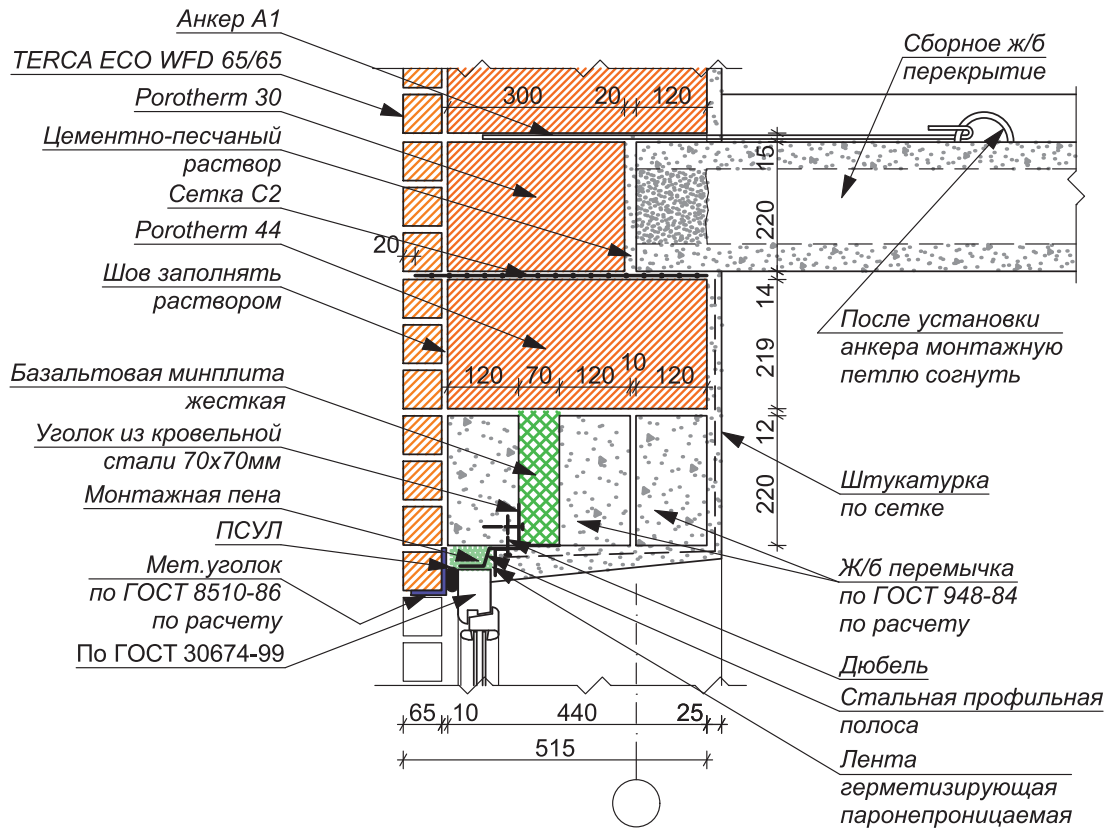 Анкер А1
TERCA ECO WFD 65/65
Porotherm 30
Цементно-песчаный
раствор
Сетка С2
Porotherm 44
Шов заполнять
раствором
Базальтовая минплита
жесткая
Уголок из кровельной
стали 70х70мм
Монтажная пена
ПСУЛ
Мет.уголок
по ГОСТ 8510-86
по расчету
По ГОСТ 30674-99
Сборное ж/б
перекрытие
После установки
анкера монтажную
петлю согнуть
Штукатурка
по сетке
Ж/б перемычка
по ГОСТ 948-84
по расчету
Дюбель
Стальная профильная
полоса
Лента
герметизирующая
паронепроницаемая
300 20 120
20
15
220
14
219
12
220
120 70 120 10 120
65 10 440 25
515